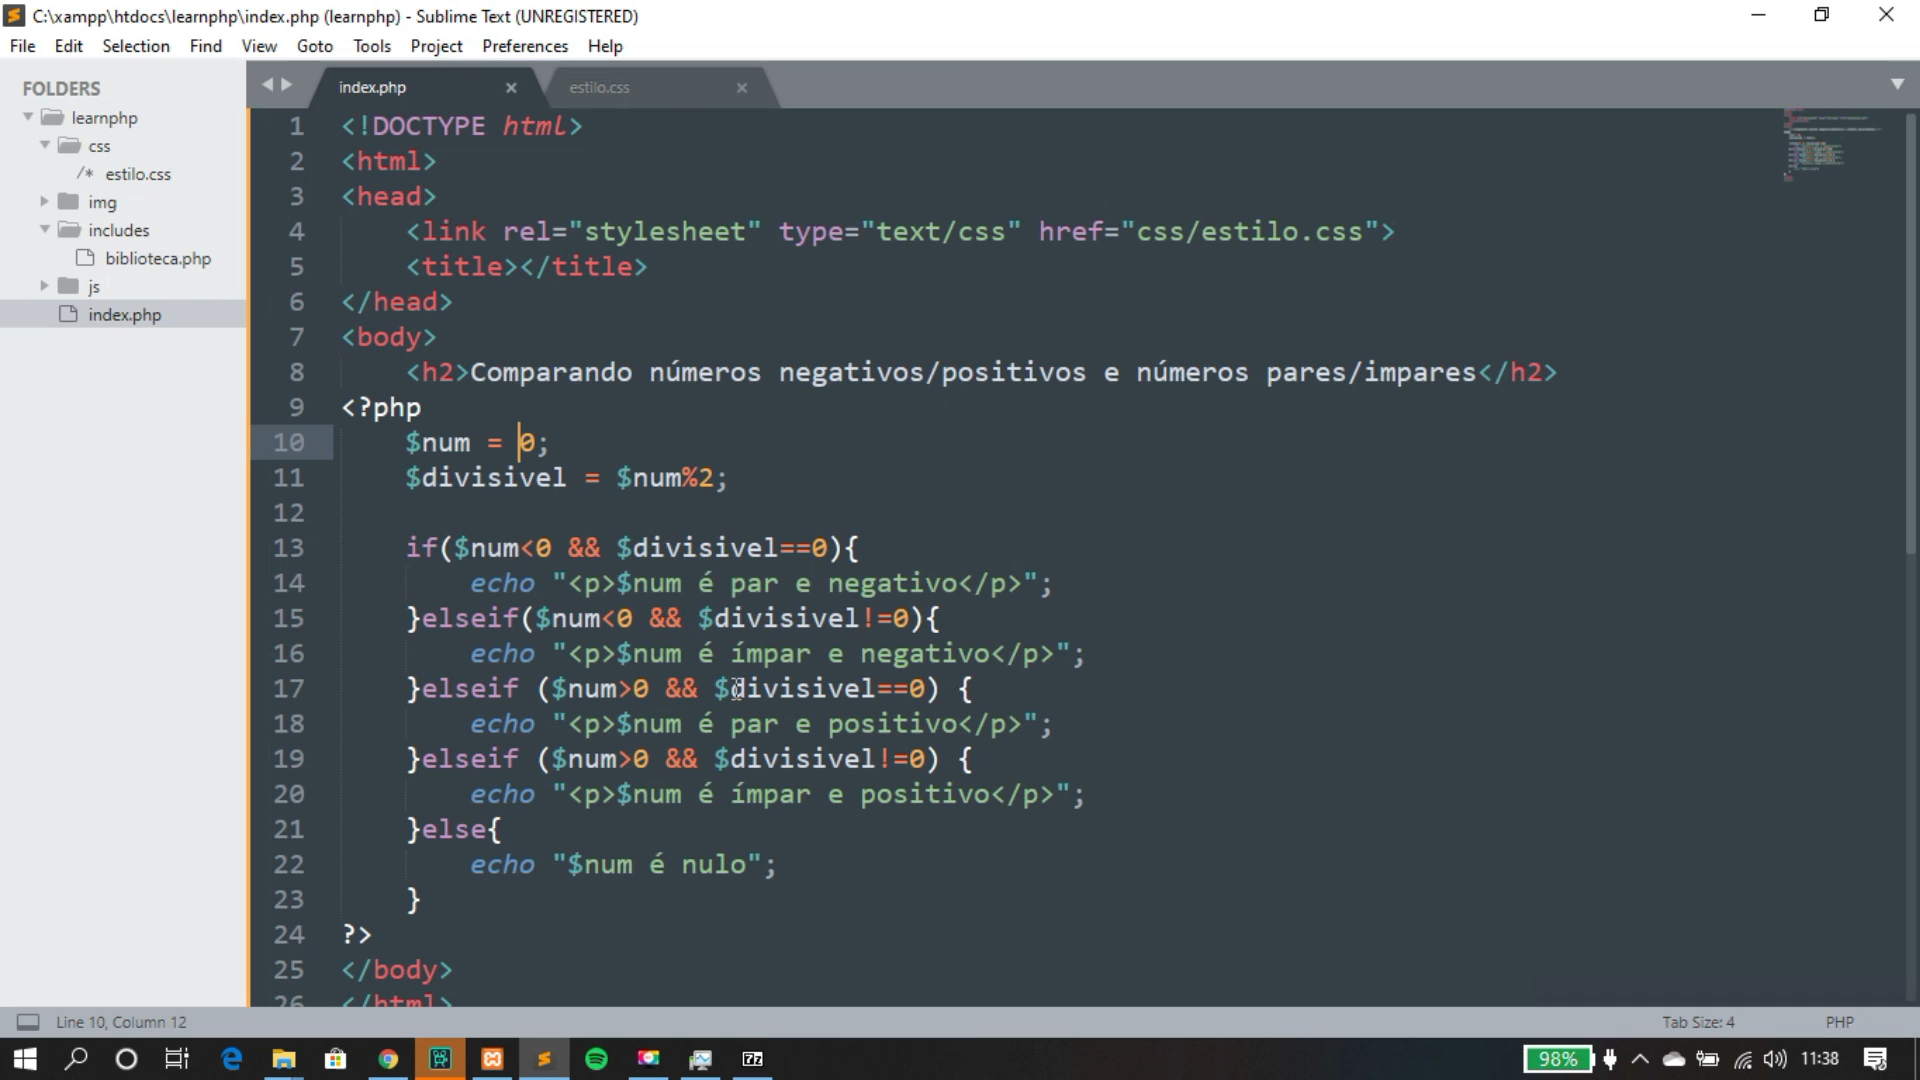 C:\xampp\htdocs\learnphp\index.php (learnphp) - Sublime Text (UNREGISTERED)
File Edit Selection Find View Goto Tools Project Preferences Help
FOLDERS
learnphp
css
/* estilo.css
img
includes
biblioteca.php
js
index.php
index.php estilo.css
1 <!DOCTYPE html>
2 <html>
3 <head>
4 <link rel="stylesheet" type="text/css" href="css/estilo.css">
5 <title></title>
6 </head>
7 <body>
8 <h2>Comparando números negativos/positivos e números pares/impares</h2>
9 <?php
10 $num = 0;
11 $divisivel = $num%2;
12
13 if($num<0 && $divisivel==0){
14 echo "<p>$num é par e negativo</p>";
15 }elseif($num<0 && $divisivel!=0){
16 echo "<p>$num é ímpar e negativo</p>";
17 }elseif ($num>0 && $divisivel==0) {
18 echo "<p>$num é par e positivo</p>";
19 }elseif ($num>0 && $divisivel!=0) {
20 echo "<p>$num é ímpar e positivo</p>";
21 }else{
22 echo "$num é nulo";
23 }
24 ?>
25 </body>
26 </html>
Line 10, Column 12 Tab Size: 4 PHP
98% 11:38